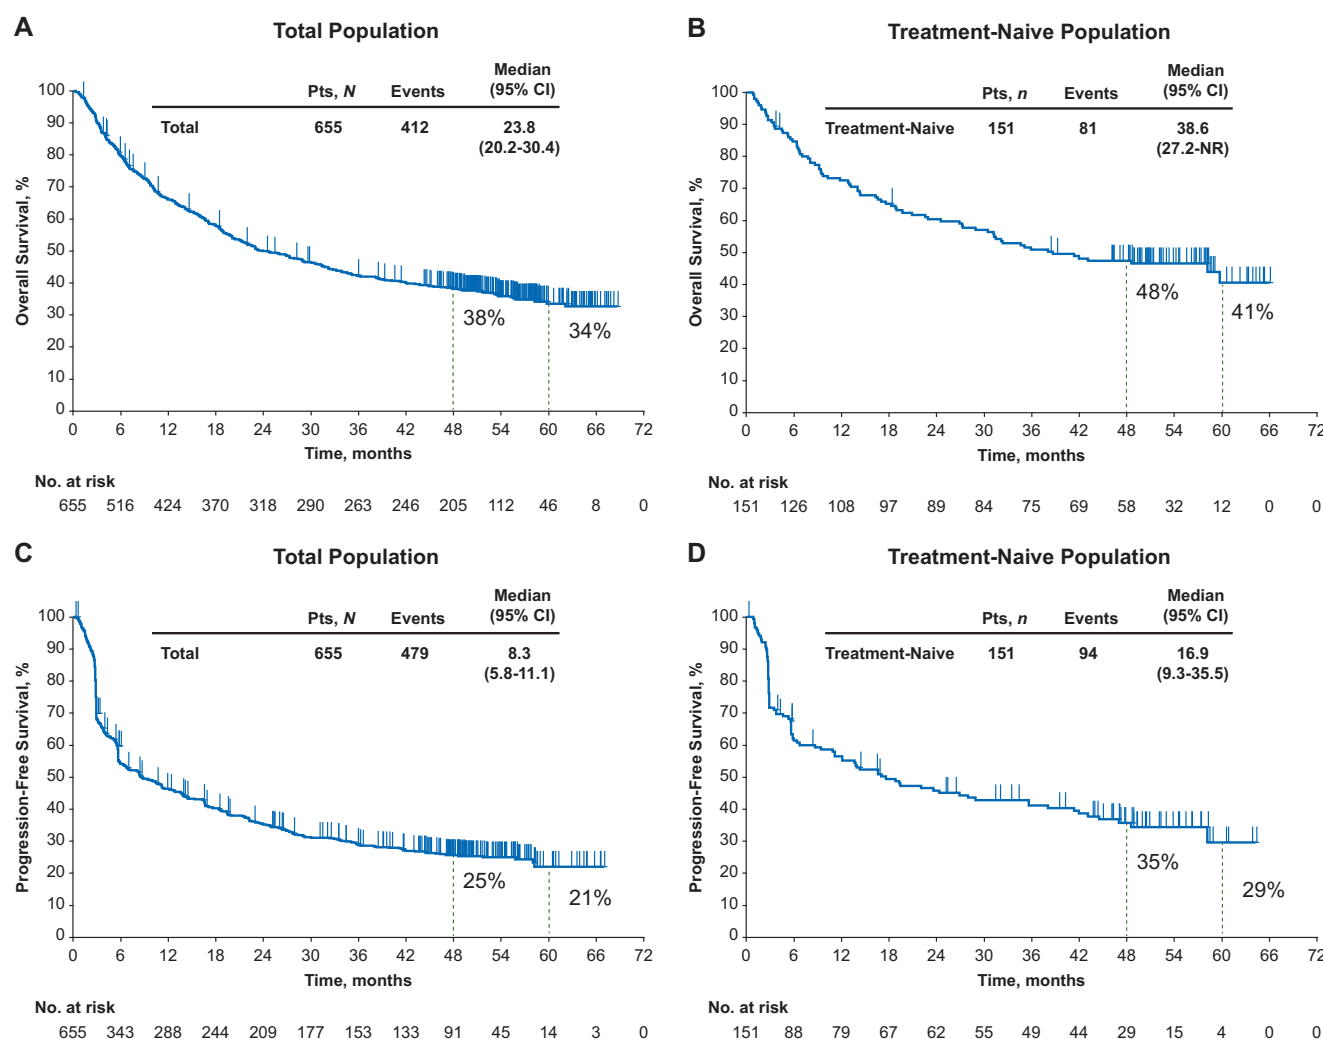 A
Total Population
Pts, N Events Median (95% CI)
Total 655 412 23.8 (20.2-30.4)
Overall Survival, %
100
90
80
70
60
50
40
30
20
10
0
38%
34%
0 6 12 18 24 30 36 42 48 54 60 66 72
Time, months
No. at risk
655 516 424 370 318 290 263 246 205 112 46 8 0
B
Treatment-Naive Population
Pts, n Events Median (95% CI)
Treatment-Naive 151 81 38.6 (27.2-NR)
Overall Survival, %
100
90
80
70
60
50
40
30
20
10
0
48%
41%
0 6 12 18 24 30 36 42 48 54 60 66 72
Time, months
No. at risk
151 126 108 97 89 84 75 69 58 32 12 0 0
C
Total Population
Pts, N Events Median (95% CI)
Total 655 479 8.3 (5.8-11.1)
Progression-Free Survival, %
100
90
80
70
60
50
40
30
20
10
0
25%
21%
0 6 12 18 24 30 36 42 48 54 60 66 72
Time, months
No. at risk
655 343 288 244 209 177 153 133 91 45 14 3 0
D
Treatment-Naive Population
Pts, n Events Median (95% CI)
Treatment-Naive 151 94 16.9 (9.3-35.5)
Progression-Free Survival, %
100
90
80
70
60
50
40
30
20
10
0
35%
29%
0 6 12 18 24 30 36 42 48 54 60 66 72
Time, months
No. at risk
151 88 79 67 62 55 49 44 29 15 4 0 0